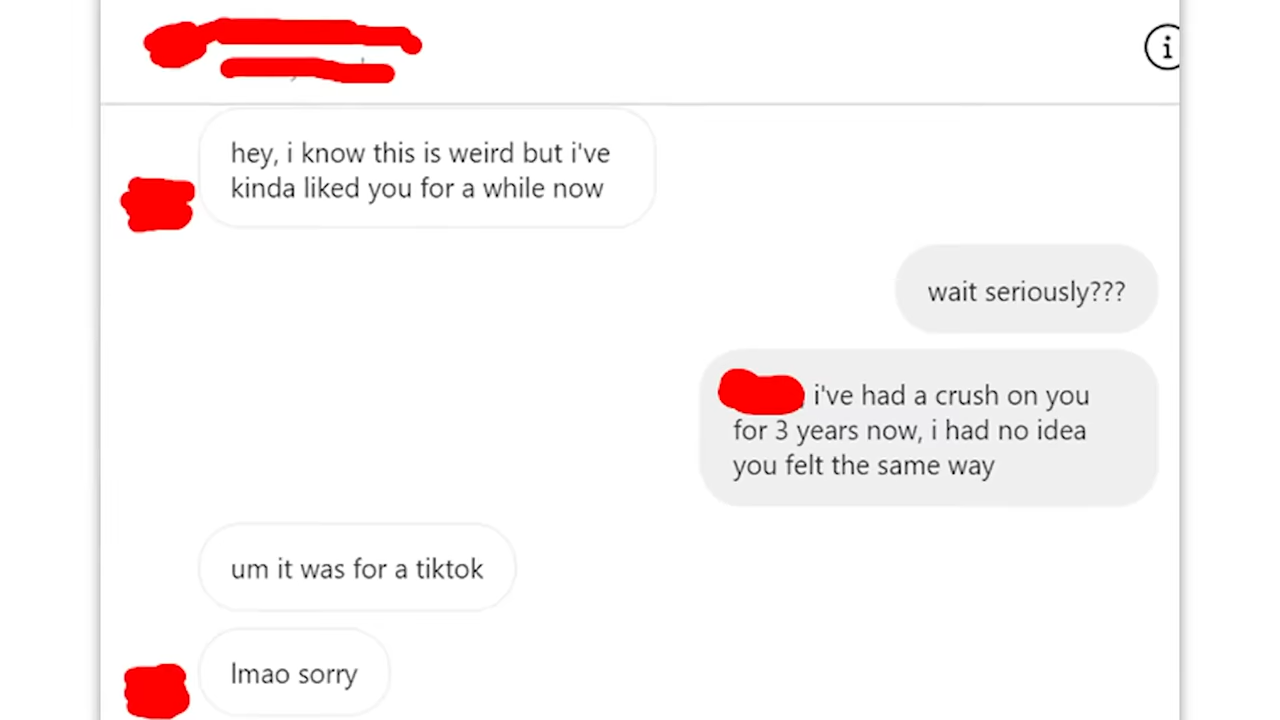 hey, i know this is weird but i've
kinda liked you for a while now
wait seriously???
i've had a crush on you
for 3 years now, i had no idea
you felt the same way
um it was for a tiktok
lmao sorry